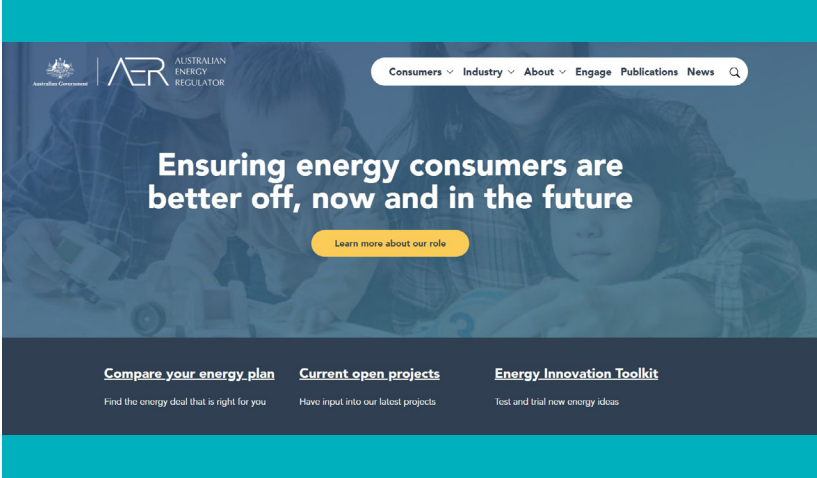 Australian Government
AUSTRALIAN
ENERGY
REGULATOR
AER
Consumers Industry About Engage Publications News
Ensuring energy consumers are
better off, now and in the future
Learn more about our role
3
Compare your energy plan
Current open projects
Energy Innovation Toolkit
Find the energy deal that is right for you
Have input into our latest projects
Test and trial new energy ideas